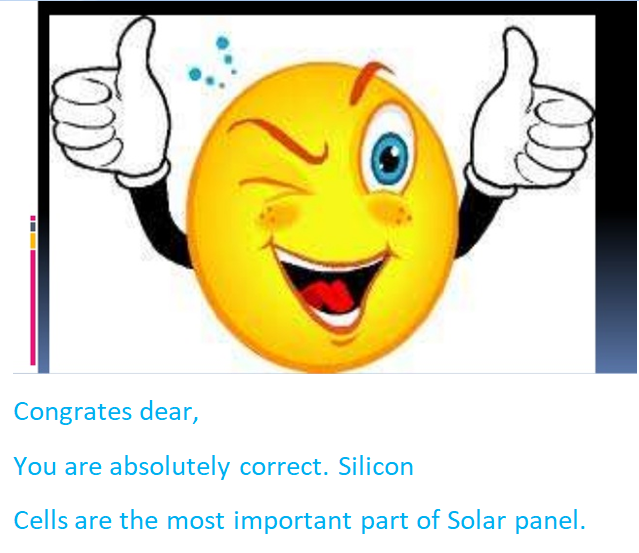 Congrates dear,
You are absolutely correct. Silicon
Cells are the most important part of Solar panel.